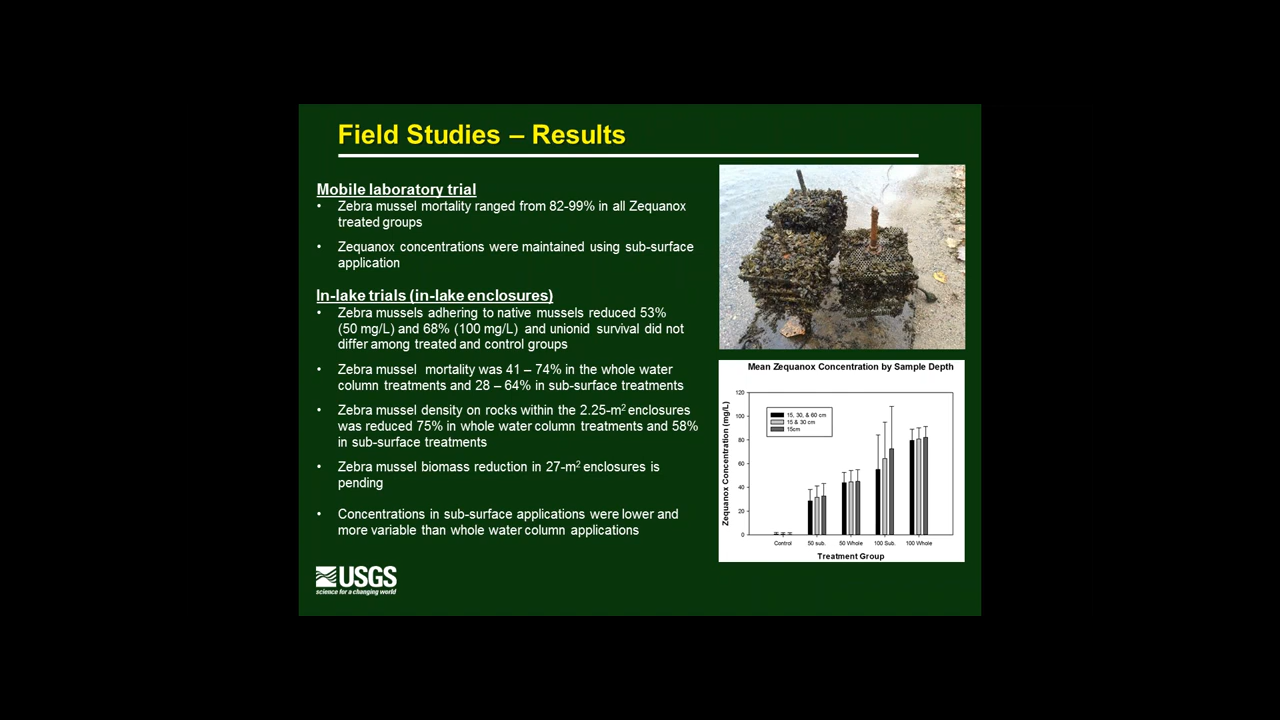 Field Studies – Results
Mobile laboratory trial
• Zebra mussel mortality ranged from 82-99% in all Zequanox
treated groups
• Zequanox concentrations were maintained using sub-surface
application
In-lake trials (in-lake enclosures)
• Zebra mussels adhering to native mussels reduced 53%
(50 mg/L) and 68% (100 mg/L) and unionid survival did not
differ among treated and control groups
• Zebra mussel mortality was 41 – 74% in the whole water
column treatments and 28 – 64% in sub-surface treatments
• Zebra mussel density on rocks within the 2.25-m² enclosures
was reduced 75% in whole water column treatments and 58%
in sub-surface treatments
• Zebra mussel biomass reduction in 27-m² enclosures is
pending
• Concentrations in sub-surface applications were lower and
more variable than whole water column applications
USGS
science for a changing world
Mean Zequanox Concentration by Sample Depth
Zequanox Concentration (mg/L)
120
100
80
60
40
20
0
15, 30, & 60 cm
15 & 30 cm
15cm
Control 50 sub. 50 Whole 100 Sub. 100 Whole
Treatment Group